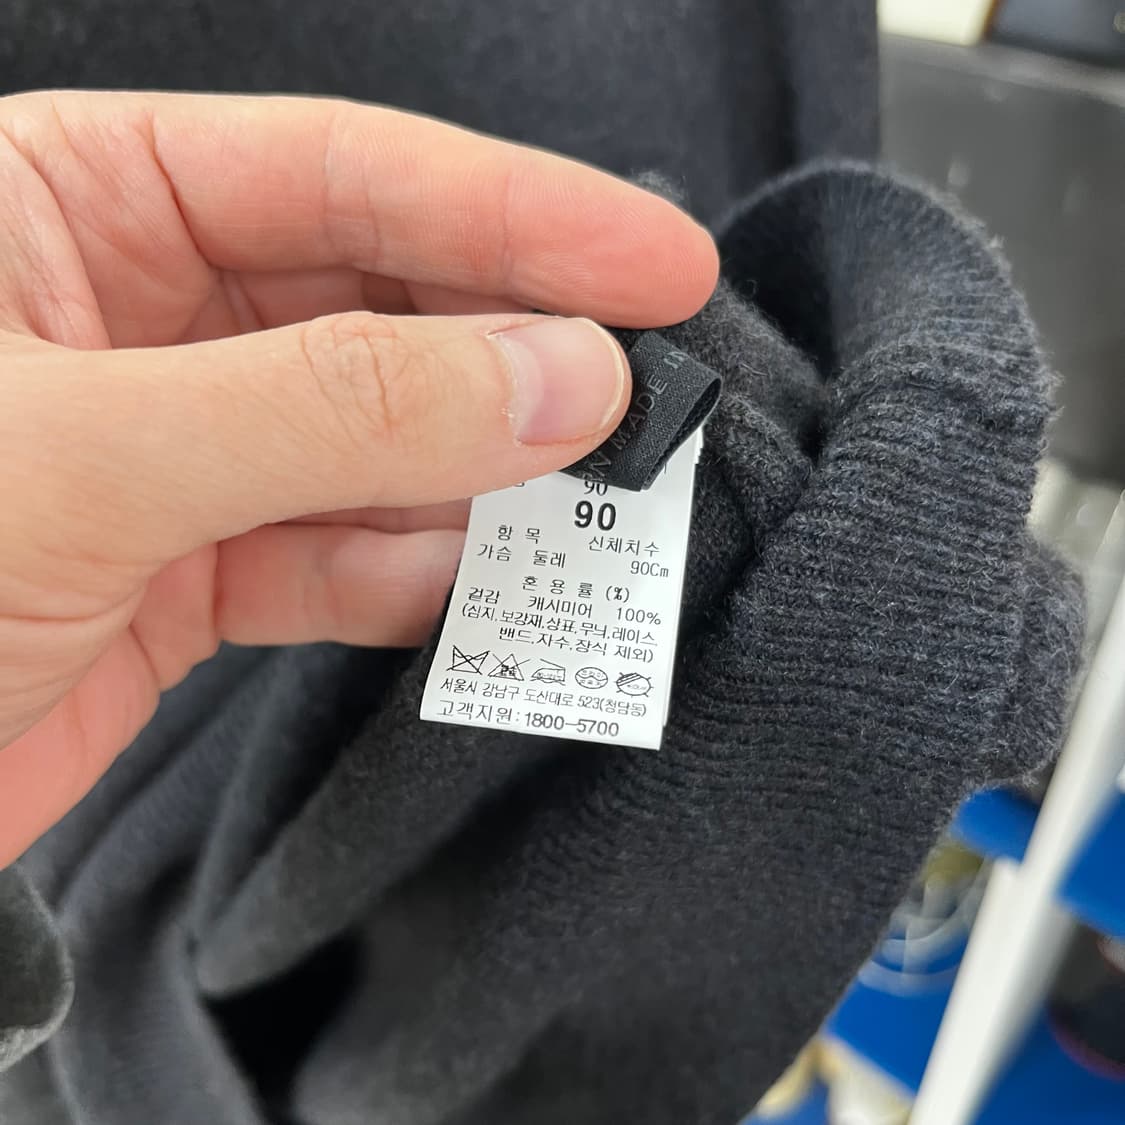 MADE
90
90
항 목 신체치수
가슴 둘레 90Cm
혼 용 률 (%)
겉감 캐시미어 100%
(심지,보강재,상표,무늬,레이스
밴드,자수,장식 제외)
서울시 강남구 도산대로 523(청담동)
고객지원:1800-5700